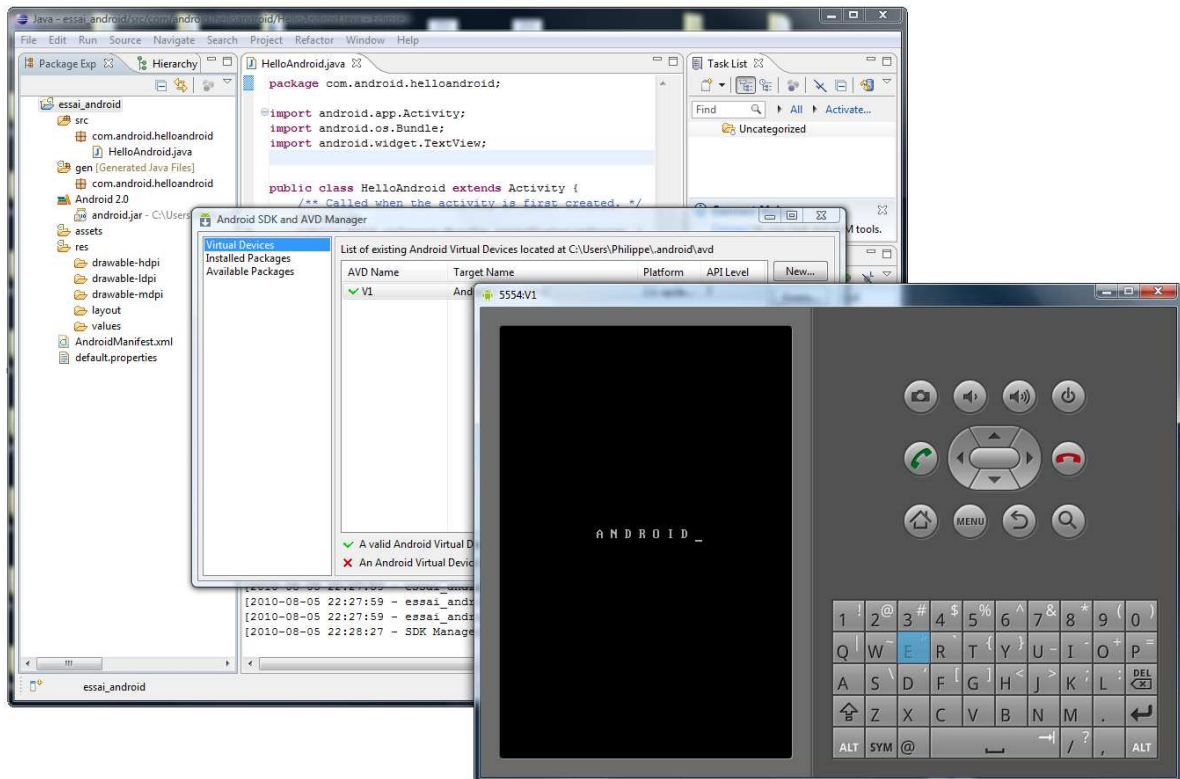 Java - essai_android/src/com/android/helloandroid/HelloAndroid.java - Eclipse
File Edit Run Source Navigate Search Project Refactor Window Help
Package Exp Hierarchy
essai_android
src
com.android.helloandroid
HelloAndroid.java
gen [Generated Java Files]
com.android.helloandroid
Android 2.0
android.jar - C:\Users
assets
res
drawable-hdpi
drawable-ldpi
drawable-mdpi
layout
values
AndroidManifest.xml
default.properties
HelloAndroid.java
package com.android.helloandroid;
import android.app.Activity;
import android.os.Bundle;
import android.widget.TextView;
public class HelloAndroid extends Activity {
/** Called when the activity is first created. */
Task List
Find All Activate...
Uncategorized
M tools.
Android SDK and AVD Manager
Virtual Devices
Installed Packages
Available Packages
List of existing Android Virtual Devices located at C:\Users\Philippe\.android\avd
AVD Name Target Name Platform API Level
New...
V1 And
A valid Android Virtual D
An Android Virtual Devic
[2010-08-05 22:27:59 - essai_andr
[2010-08-05 22:27:59 - essai_andr
[2010-08-05 22:28:27 - SDK Manage
essai_android
5554:V1
ANDROID_
MENU
1 ! 2 @ 3 # 4 $ 5 % 6 ^ 7 & 8 * 9 ( 0 )
Q | W ~ E " R ` T { Y } U - I - O + P =
A S \ D ' F [ G ] H < J > K ; L : DEL
Z X C V B N M .
ALT SYM @ / ? , ALT